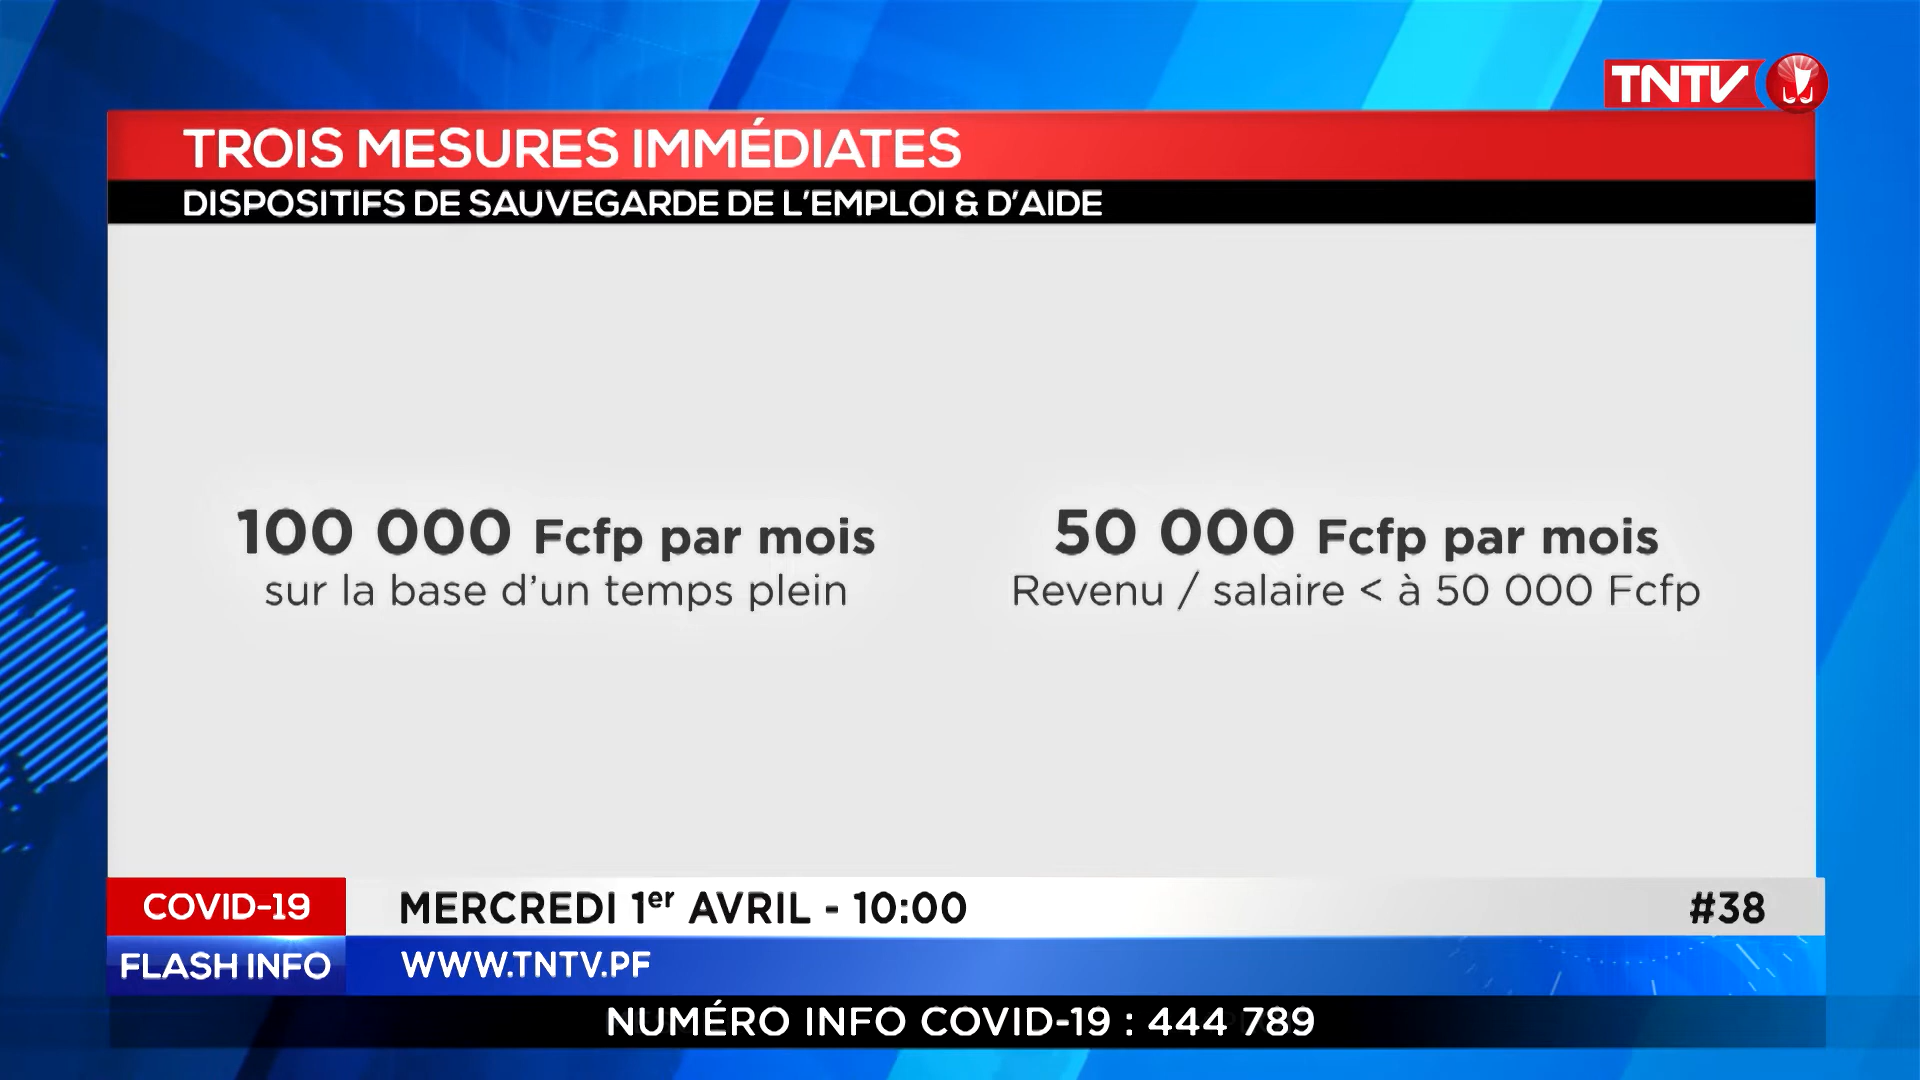 TNTV
TROIS MESURES IMMÉDIATES
DISPOSITIFS DE SAUVEGARDE DE L'EMPLOI & D'AIDE
100 000 Fcfp par mois
sur la base d'un temps plein
50 000 Fcfp par mois
Revenu / salaire < à 50 000 Fcfp
COVID-19
MERCREDI 1er AVRIL - 10:00
#38
FLASH INFO
WWW.TNTV.PF
NUMÉRO INFO COVID-19 : 444 789